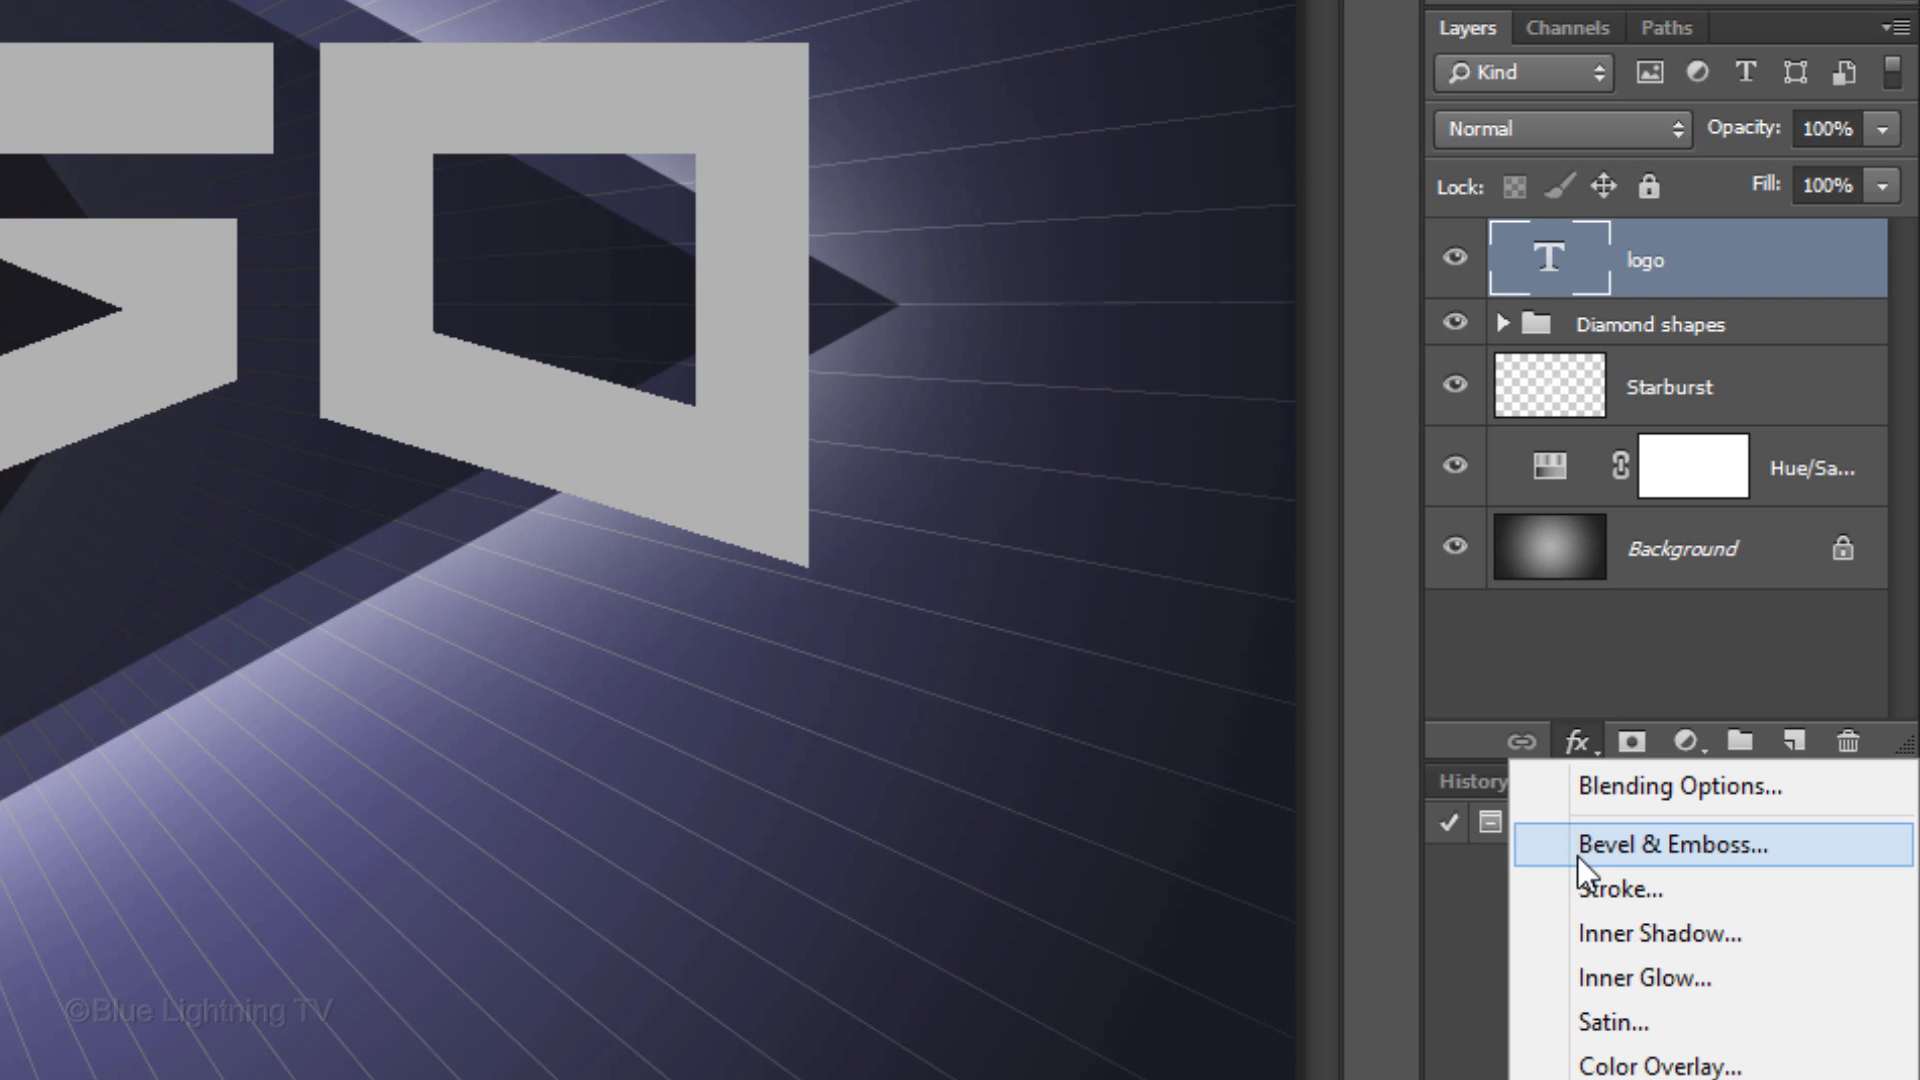 Layers Channels Paths
Kind T
Normal Opacity: 100%
Lock: Fill: 100%
T logo
Diamond shapes
Starburst
Hue/Sa...
Background
fx
History
Blending Options...
Bevel & Emboss...
Stroke...
Inner Shadow...
Inner Glow...
Satin...
Color Overlay...
©Blue Lightning TV